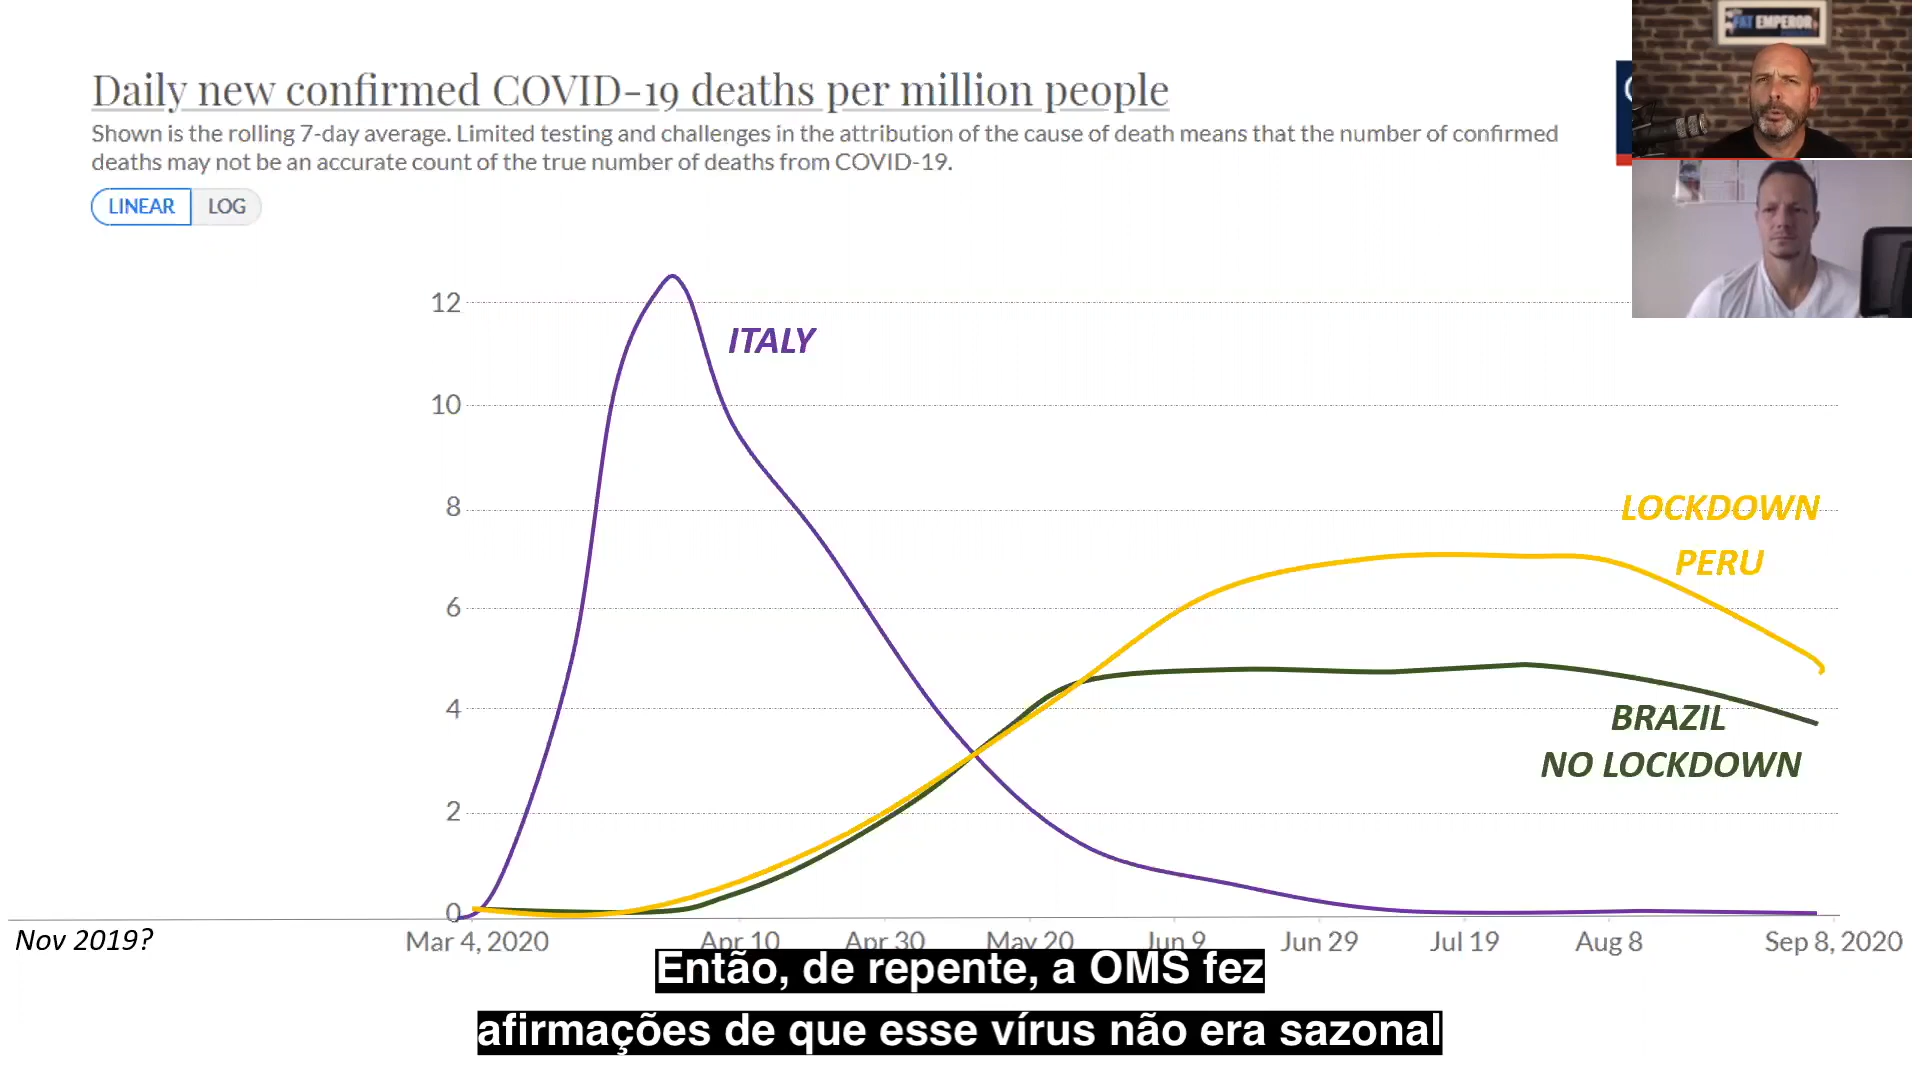 FAT EMPEROR
Daily new confirmed COVID-19 deaths per million people
Shown is the rolling 7-day average. Limited testing and challenges in the attribution of the cause of death means that the number of confirmed
deaths may not be an accurate count of the true number of deaths from COVID-19.
LINEAR LOG
12
ITALY
10
8
LOCKDOWN
PERU
6
4
BRAZIL
NO LOCKDOWN
2
0
Nov 2019? Mar 4, 2020 Apr 10 Apr 30 May 20 Jun 9 Jun 29 Jul 19 Aug 8 Sep 8, 2020
Então, de repente, a OMS fez
afirmações de que esse vírus não era sazonal